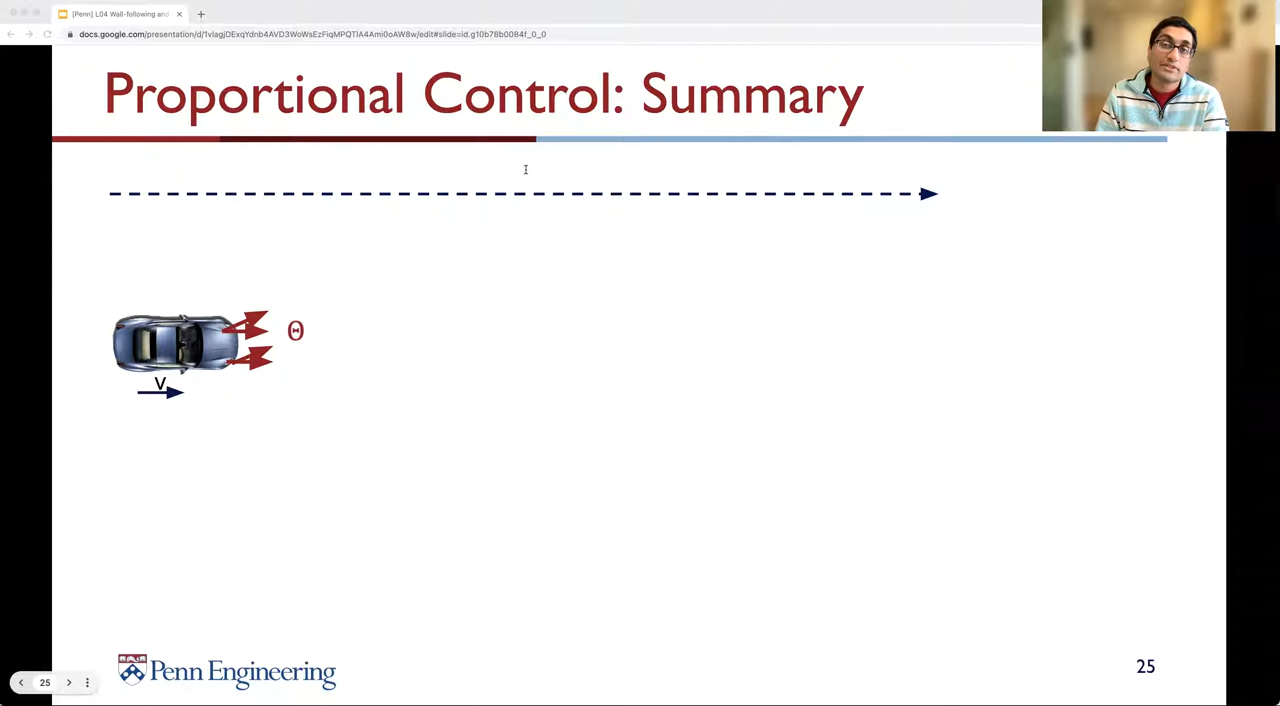 [Penn] L04 Wall-following and
docs.google.com/presentation/d/1viagjDExqYdnb4AVD3WoWsEzFiqMPQTlA4Ami0oAW8w/edit#slide=id.g10b78b0084f_0_0
Proportional Control: Summary
Θ
V
Penn Engineering
25
25